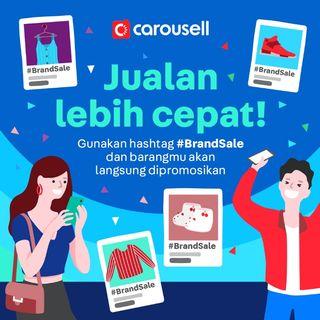 carousell
#BrandSale
#BrandSale
Jualan
lebih cepat!
Gunakan hashtag #BrandSale
dan barangmu akan
langsung dipromosikan
#BrandSale
#BrandSale